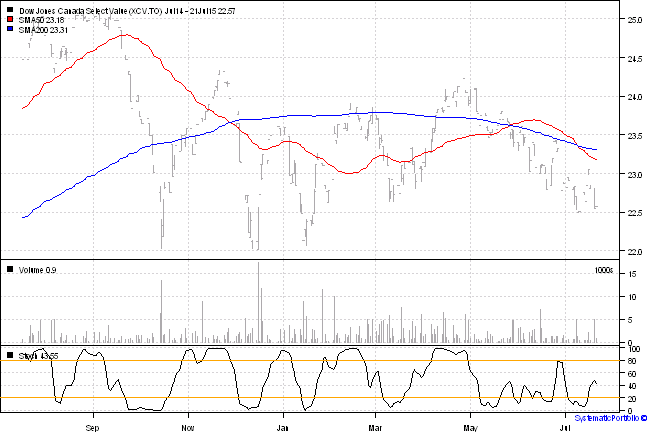 Dow Jones Canada Select Value (XCV.TO) Jul14 - 21Jul15 22.57
SMA50 23.18
SMA200 23.31
25.0
24.5
24.0
23.5
23.0
22.5
22.0
Volume 0.9
1000s
15
10
5
0
Stoch 43.55
100
80
60
40
20
0
Sep
Nov
Jan
Mar
May
Jul
SystematicPortfolio ©